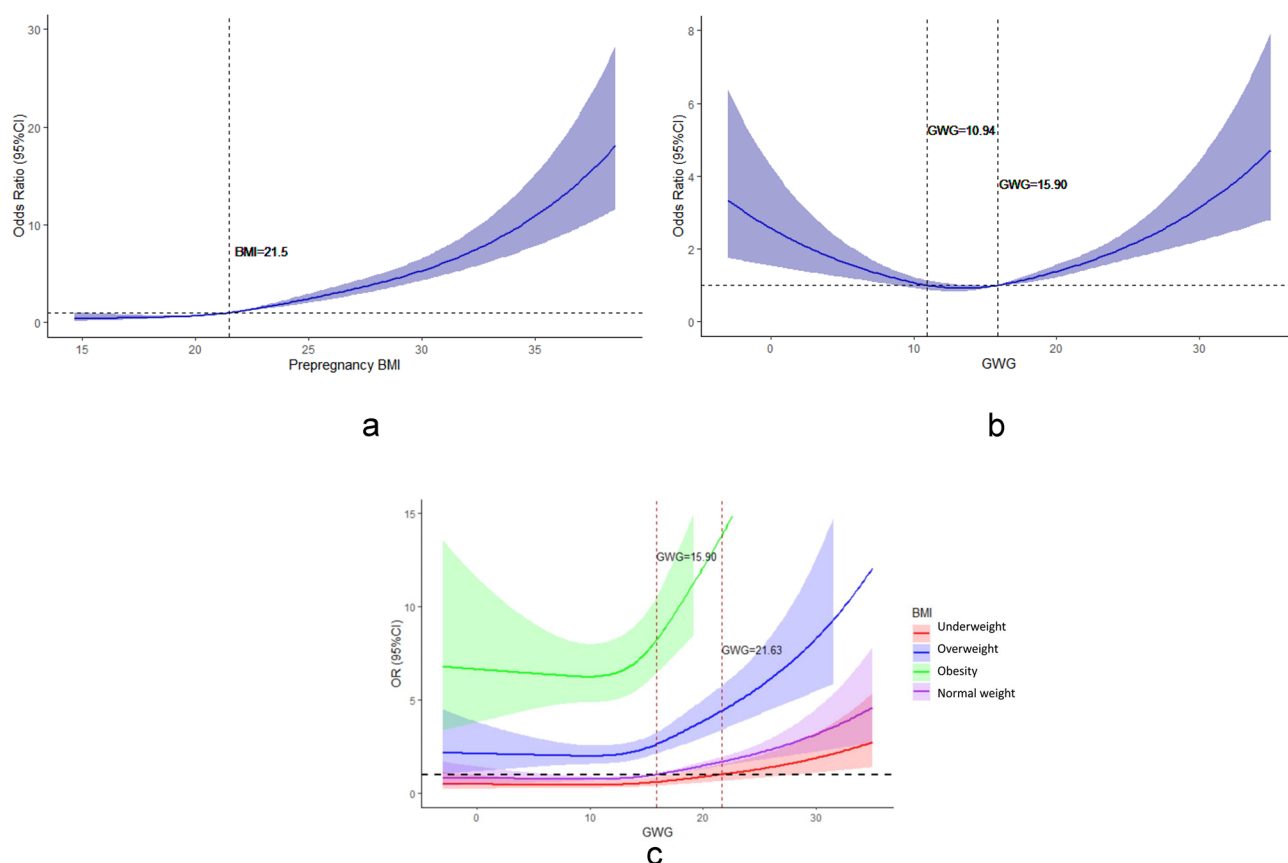 30
20
10
0
Odds Ratio (95%CI)
BMI=21.5
15
20
25
30
35
Prepregnancy BMI
a
8
6
4
2
0
Odds Ratio (95%CI)
GWG=10.94
GWG=15.90
0
10
20
30
GWG
b
15
10
5
0
OR (95%CI)
GWG=15.90
GWG=21.63
0
10
20
30
GWG
BMI
Underweight
Overweight
Obesity
Normal weight
c